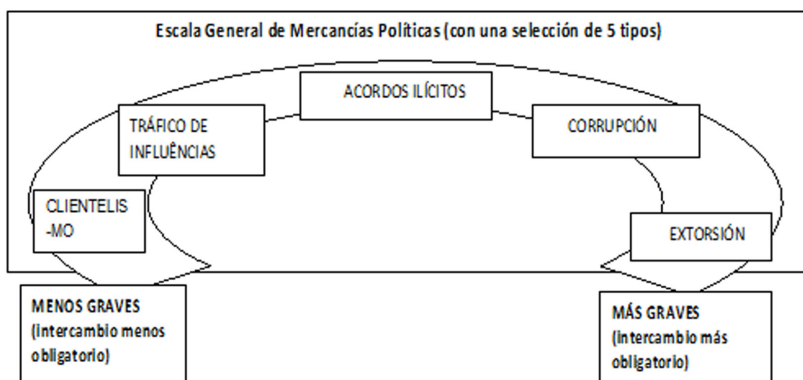 Escala General de Mercancías Políticas (con una selección de 5 tipos)
ACORDOS ILÍCITOS
TRÁFICO DE
INFLUÊNCIAS
CORRUPCIÓN
CLIENTELIS
-MO
EXTORSIÓN
MENOS GRAVES
(intercambio menos
obligatorio)
MÁS GRAVES
(intercambio más
obligatorio)